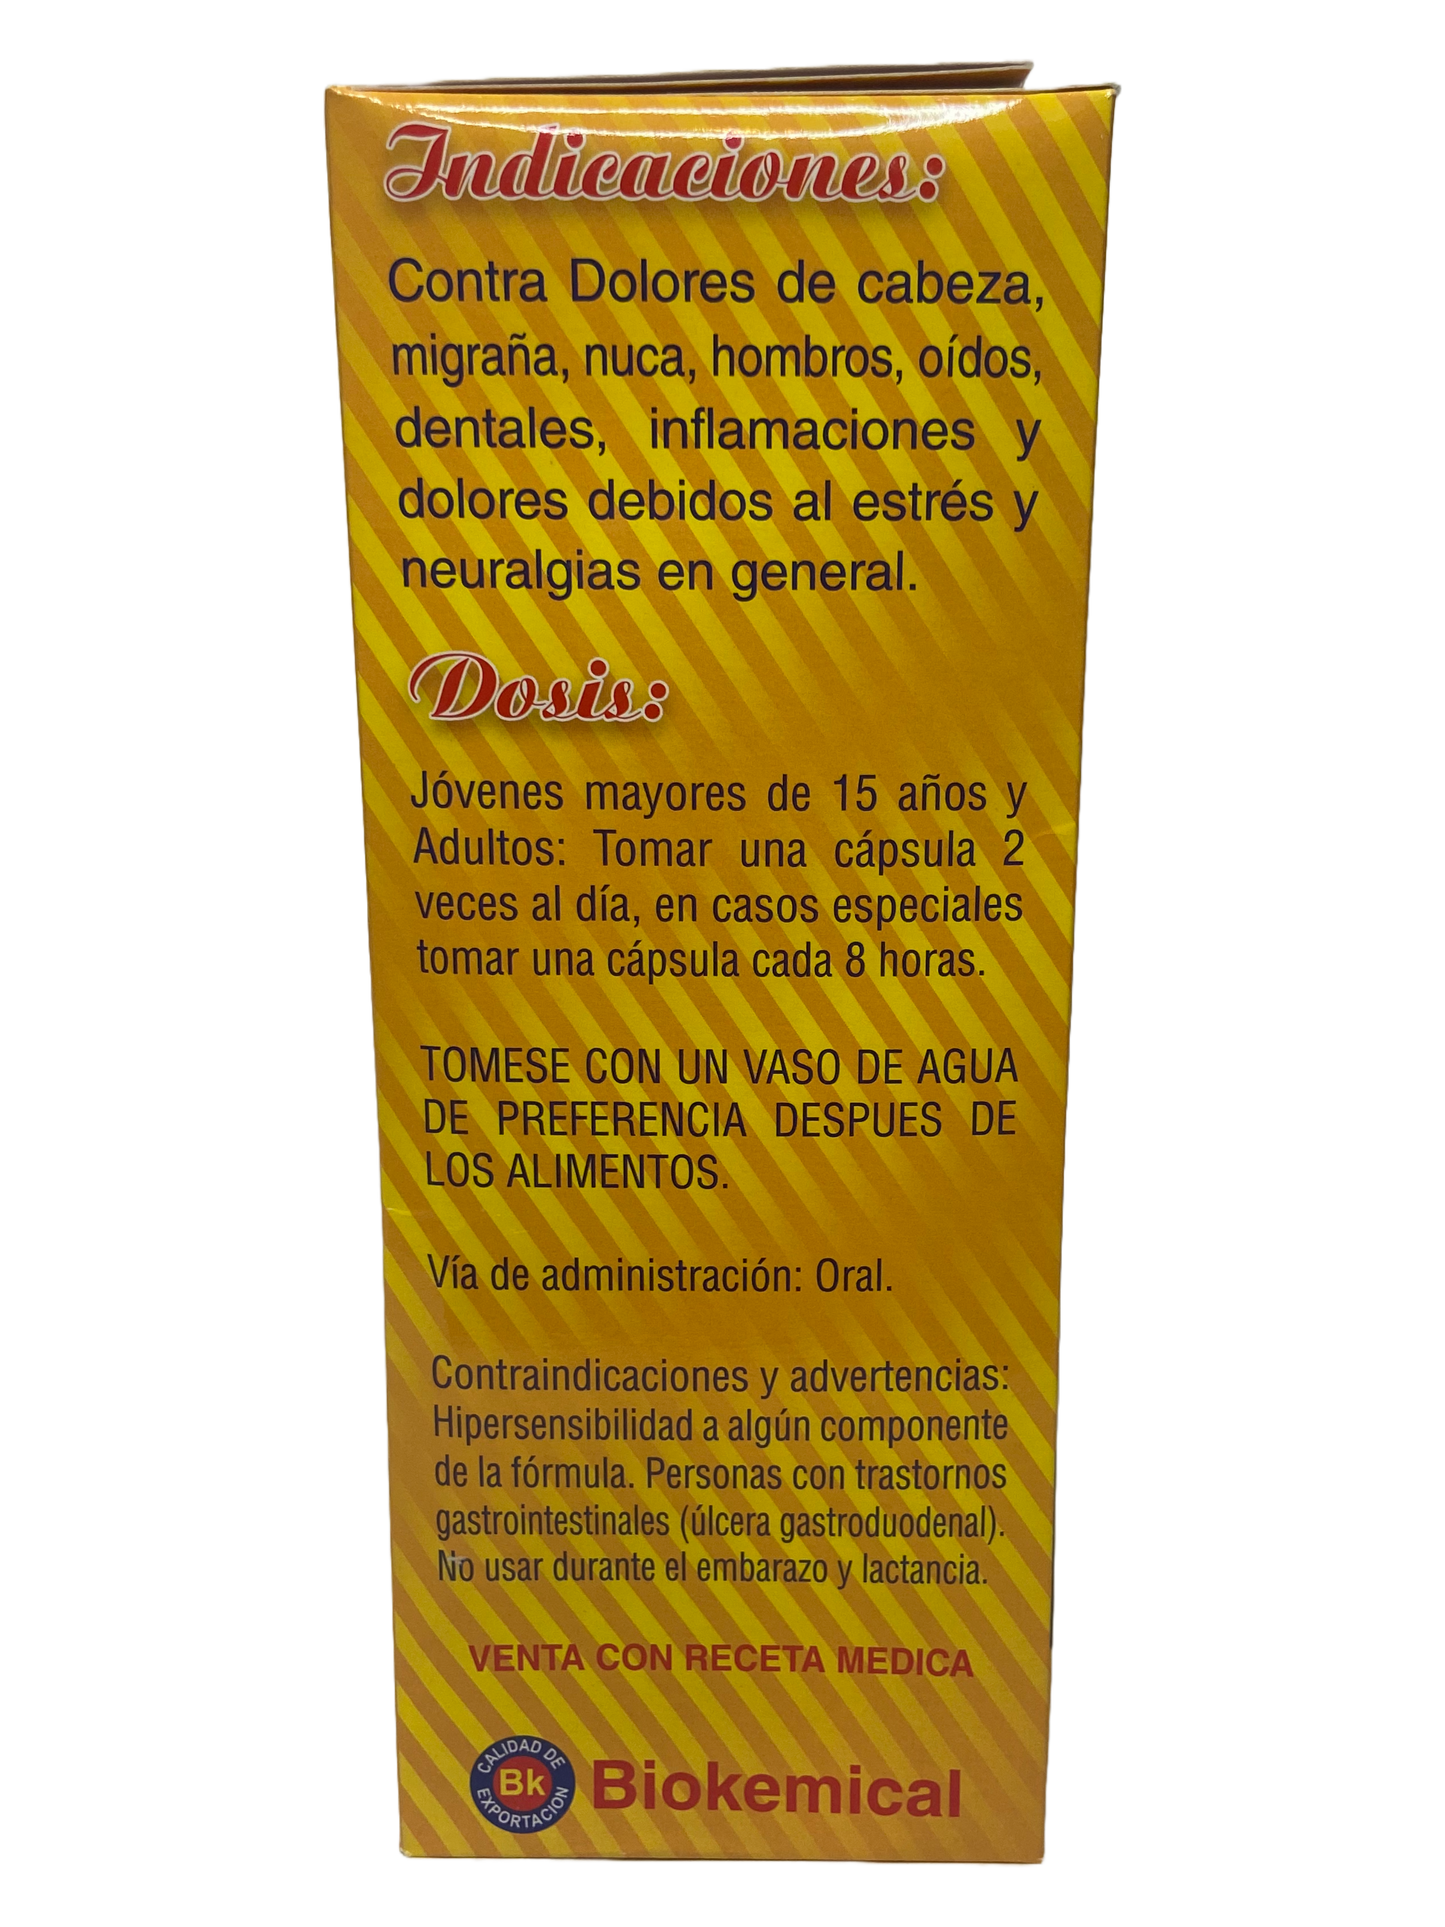 Indicaciones:
Contra Dolores de cabeza,
migraña, nuca, hombros, oídos,
dentales, inflamaciones y
dolores debidos al estrés y
neuralgias en general.
Dosis:
Jóvenes mayores de 15 años y
Adultos: Tomar una cápsula 2
veces al día, en casos especiales
tomar una cápsula cada 8 horas.
TOMESE CON UN VASO DE AGUA
DE PREFERENCIA DESPUES DE
LOS ALIMENTOS.
Vía de administración: Oral.
Contraindicaciones y advertencias:
Hipersensibilidad a algún componente
de la fórmula. Personas con trastornos
gastrointestinales (úlcera gastroduodenal).
No usar durante el embarazo y lactancia.
VENTA CON RECETA MEDICA
CALIDAD DE
Bk
EXPORTACION
Biokemical